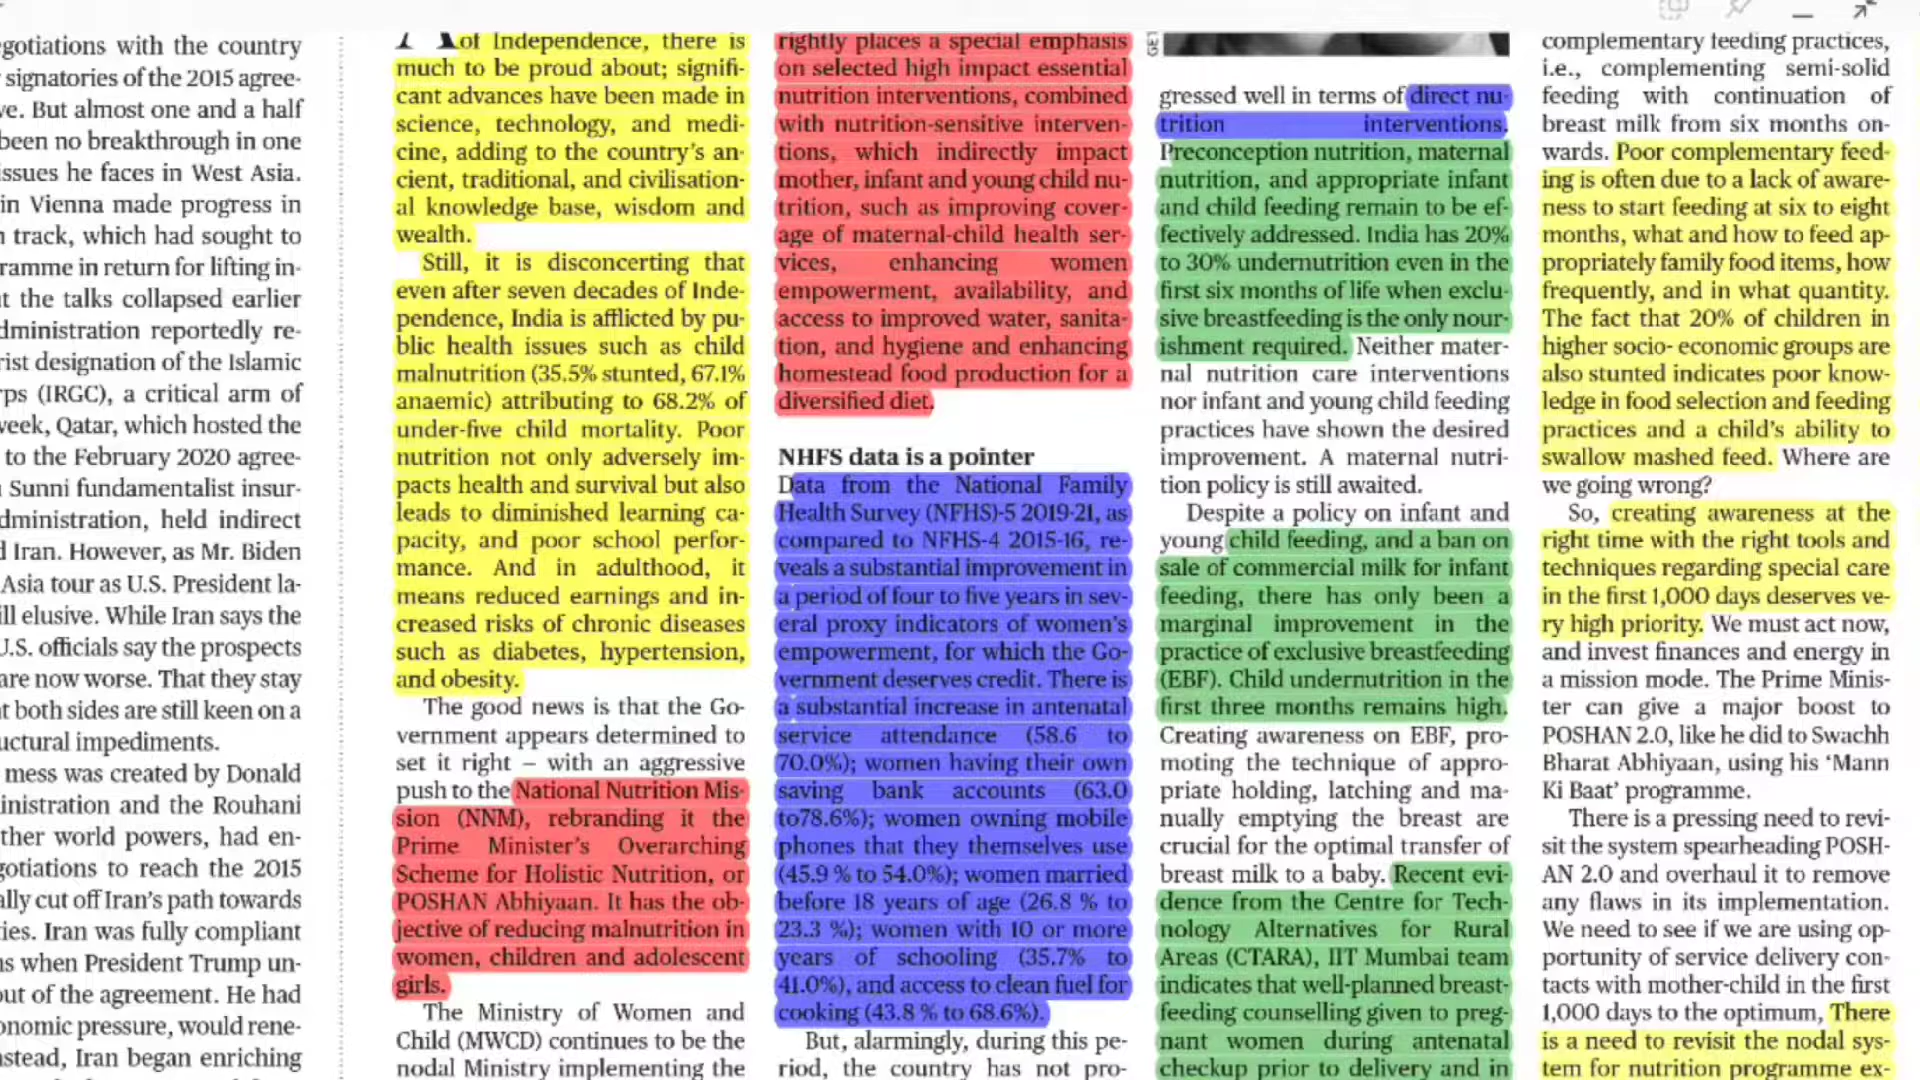 egotiations with the country
signatories of the 2015 agree-
ve. But almost one and a half
been no breakthrough in one
issues he faces in West Asia.
in Vienna made progress in
track, which had sought to
ramme in return for lifting in-
t the talks collapsed earlier
dministration reportedly re-
rist designation of the Islamic
rps (IRGC), a critical arm of
week, Qatar, which hosted the
to the February 2020 agree-
Sunni fundamentalist insur-
dministration, held indirect
d Iran. However, as Mr. Biden
Asia tour as U.S. President la-
ill elusive. While Iran says the
U.S. officials say the prospects
are now worse. That they stay
at both sides are still keen on a
uctural impediments.
mess was created by Donald
inistration and the Rouhani
ther world powers, had en-
gotiations to reach the 2015
ally cut off Iran's path towards
ties. Iran was fully compliant
ns when President Trump un-
out of the agreement. He had
onomic pressure, would rene-
nstead, Iran began enriching
of Independence, there is
much to be proud about; signifi-
cant advances have been made in
science, technology, and medi-
cine, adding to the country's an-
cient, traditional, and civilisation-
al knowledge base, wisdom and
wealth.
Still, it is disconcerting that
even after seven decades of Inde-
pendence, India is afflicted by pu-
blic health issues such as child
malnutrition (35.5% stunted, 67.1%
anaemic) attributing to 68.2% of
under-five child mortality. Poor
nutrition not only adversely im-
pacts health and survival but also
leads to diminished learning ca-
pacity, and poor school perfor-
mance. And in adulthood, it
means reduced earnings and in-
creased risks of chronic diseases
such as diabetes, hypertension,
and obesity.
The good news is that the Go-
vernment appears determined to
set it right – with an aggressive
push to the National Nutrition Mis-
sion (NNM), rebranding it the
Prime Minister's Overarching
Scheme for Holistic Nutrition, or
POSHAN Abhiyaan. It has the ob-
jective of reducing malnutrition in
women, children and adolescent
girls.
The Ministry of Women and
Child (MWCD) continues to be the
nodal Ministry implementing the
rightly places a special emphasis
on selected high impact essential
nutrition interventions, combined
with nutrition-sensitive interven-
tions, which indirectly impact
mother, infant and young child nu-
trition, such as improving cover-
age of maternal-child health ser-
vices, enhancing women
empowerment, availability, and
access to improved water, sanita-
tion, and hygiene and enhancing
homestead food production for a
diversified diet.
NHFS data is a pointer
Data from the National Family
Health Survey (NFHS)-5 2019-21, as
compared to NFHS-4 2015-16, re-
veals a substantial improvement in
a period of four to five years in sev-
eral proxy indicators of women's
empowerment, for which the Go-
vernment deserves credit. There is
a substantial increase in antenatal
service attendance (58.6 to
70.0%); women having their own
saving bank accounts (63.0
to78.6%); women owning mobile
phones that they themselves use
(45.9 % to 54.0%); women married
before 18 years of age (26.8 % to
23.3 %); women with 10 or more
years of schooling (35.7% to
41.0%), and access to clean fuel for
cooking (43.8 % to 68.6%).
But, alarmingly, during this pe-
riod, the country has not pro-
GET
gressed well in terms of direct nu-
trition interventions.
Preconception nutrition, maternal
nutrition, and appropriate infant
and child feeding remain to be ef-
fectively addressed. India has 20%
to 30% undernutrition even in the
first six months of life when exclu-
sive breastfeeding is the only nour-
ishment required. Neither mater-
nal nutrition care interventions
nor infant and young child feeding
practices have shown the desired
improvement. A maternal nutri-
tion policy is still awaited.
Despite a policy on infant and
young child feeding, and a ban on
sale of commercial milk for infant
feeding, there has only been a
marginal improvement in the
practice of exclusive breastfeeding
(EBF). Child undernutrition in the
first three months remains high.
Creating awareness on EBF, pro-
moting the technique of appro-
priate holding, latching and ma-
nually emptying the breast are
crucial for the optimal transfer of
breast milk to a baby. Recent evi-
dence from the Centre for Tech-
nology Alternatives for Rural
Areas (CTARA), IIT Mumbai team
indicates that well-planned breast-
feeding counselling given to preg-
nant women during antenatal
checkup prior to delivery and in
complementary feeding practices,
i.e., complementing semi-solid
feeding with continuation of
breast milk from six months on-
wards. Poor complementary feed-
ing is often due to a lack of aware-
ness to start feeding at six to eight
months, what and how to feed ap-
propriately family food items, how
frequently, and in what quantity.
The fact that 20% of children in
higher socio- economic groups are
also stunted indicates poor know-
ledge in food selection and feeding
practices and a child's ability to
swallow mashed feed. Where are
we going wrong?
So, creating awareness at the
right time with the right tools and
techniques regarding special care
in the first 1,000 days deserves ve-
ry high priority. We must act now,
and invest finances and energy in
a mission mode. The Prime Minis-
ter can give a major boost to
POSHAN 2.0, like he did to Swachh
Bharat Abhiyaan, using his 'Mann
Ki Baat' programme.
There is a pressing need to revi-
sit the system spearheading POSH-
AN 2.0 and overhaul it to remove
any flaws in its implementation.
We need to see if we are using op-
portunity of service delivery con-
tacts with mother-child in the first
1,000 days to the optimum, There
is a need to revisit the nodal sys-
tem for nutrition programme ex-